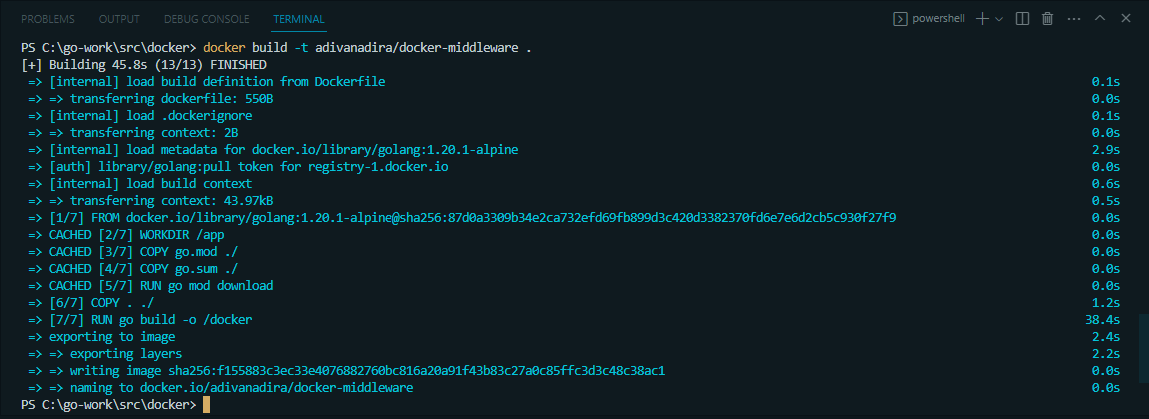 PROBLEMS OUTPUT DEBUG CONSOLE TERMINAL powershell
PS C:\go-work\src\docker> docker build -t adivanadira/docker-middleware .
[+] Building 45.8s (13/13) FINISHED
=> [internal] load build definition from Dockerfile 0.1s
=> => transferring dockerfile: 550B 0.0s
=> [internal] load .dockerignore 0.1s
=> => transferring context: 2B 0.0s
=> [internal] load metadata for docker.io/library/golang:1.20.1-alpine 2.9s
=> [auth] library/golang:pull token for registry-1.docker.io 0.0s
=> [internal] load build context 0.6s
=> => transferring context: 43.97kB 0.5s
=> [1/7] FROM docker.io/library/golang:1.20.1-alpine@sha256:87d0a3309b34e2ca732efd69fb899d3c420d3382370fd6e7e6d2cb5c930f27f9 0.0s
=> CACHED [2/7] WORKDIR /app 0.0s
=> CACHED [3/7] COPY go.mod ./ 0.0s
=> CACHED [4/7] COPY go.sum ./ 0.0s
=> CACHED [5/7] RUN go mod download 0.0s
=> [6/7] COPY . ./ 1.2s
=> [7/7] RUN go build -o /docker 38.4s
=> exporting to image 2.4s
=> => exporting layers 2.2s
=> => writing image sha256:f155883c3ec33e4076882760bc816a20a91f43b83c27a0c85ffc3d3c48c38ac1 0.0s
=> => naming to docker.io/adivanadira/docker-middleware 0.0s
PS C:\go-work\src\docker>